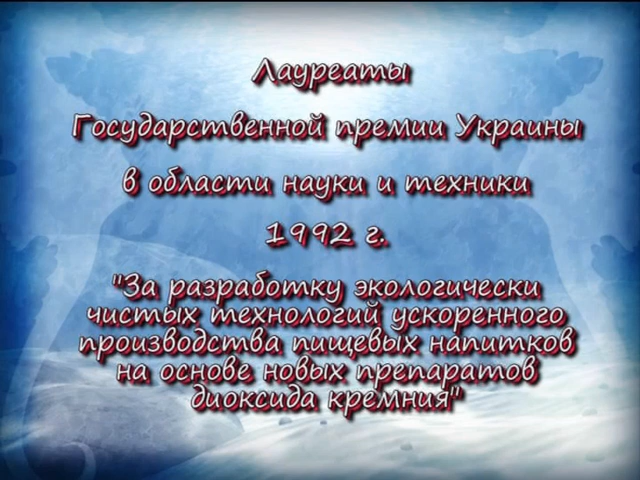 Лауреаты
Государственной премии Украины
в области науки и техники
1992 г.
"За разработку экологически
чистых технологий ускоренного
производства пищевых напитков
на основе новых препаратов
диоксида кремния"